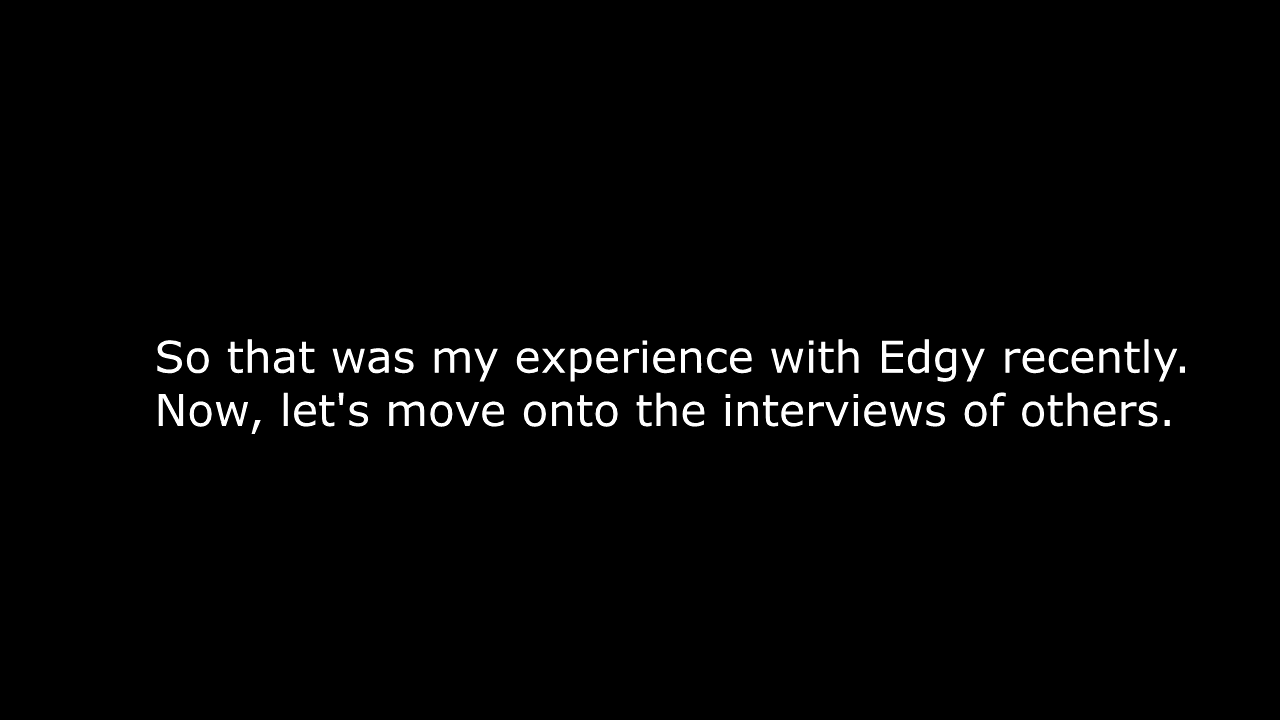 So that was my experience with Edgy recently.
Now, let's move onto the interviews of others.